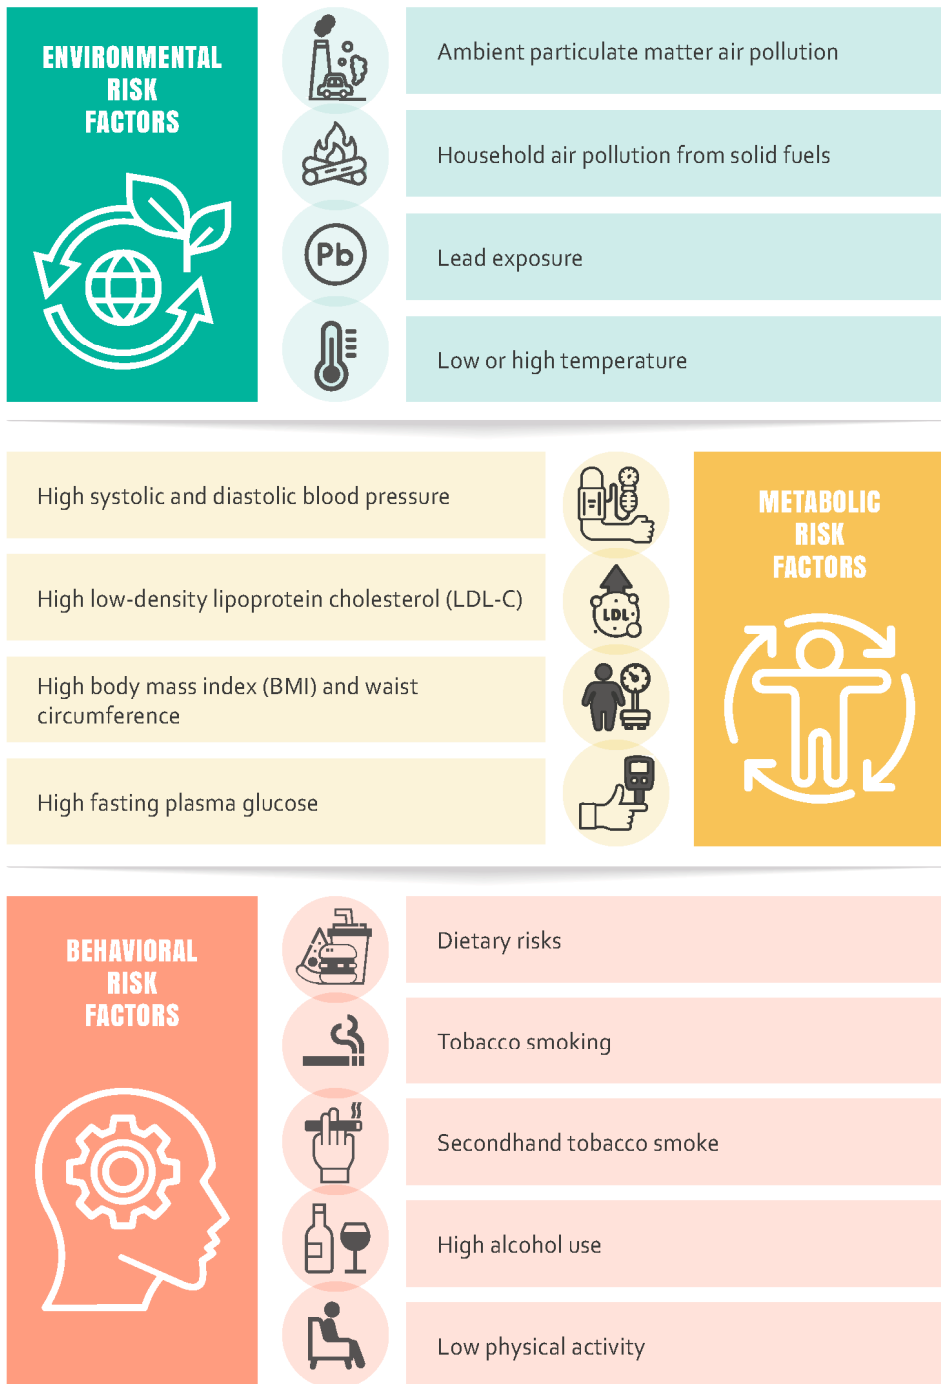 ENVIRONMENTAL
RISK
FACTORS
Ambient particulate matter air pollution
Household air pollution from solid fuels
Pb
Lead exposure
Low or high temperature
High systolic and diastolic blood pressure
METABOLIC
RISK
FACTORS
High low-density lipoprotein cholesterol (LDL-C)
LDL
High body mass index (BMI) and waist
circumference
High fasting plasma glucose
BEHAVIORAL
RISK
FACTORS
Dietary risks
Tobacco smoking
Secondhand tobacco smoke
High alcohol use
Low physical activity